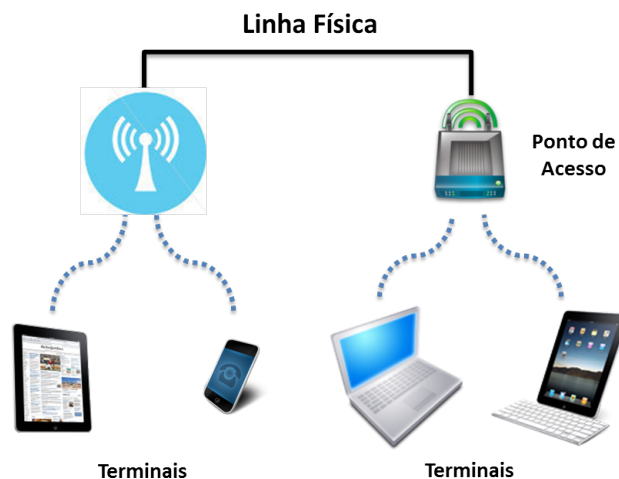 Linha Física
Ponto de
Acesso
Terminais
Terminais